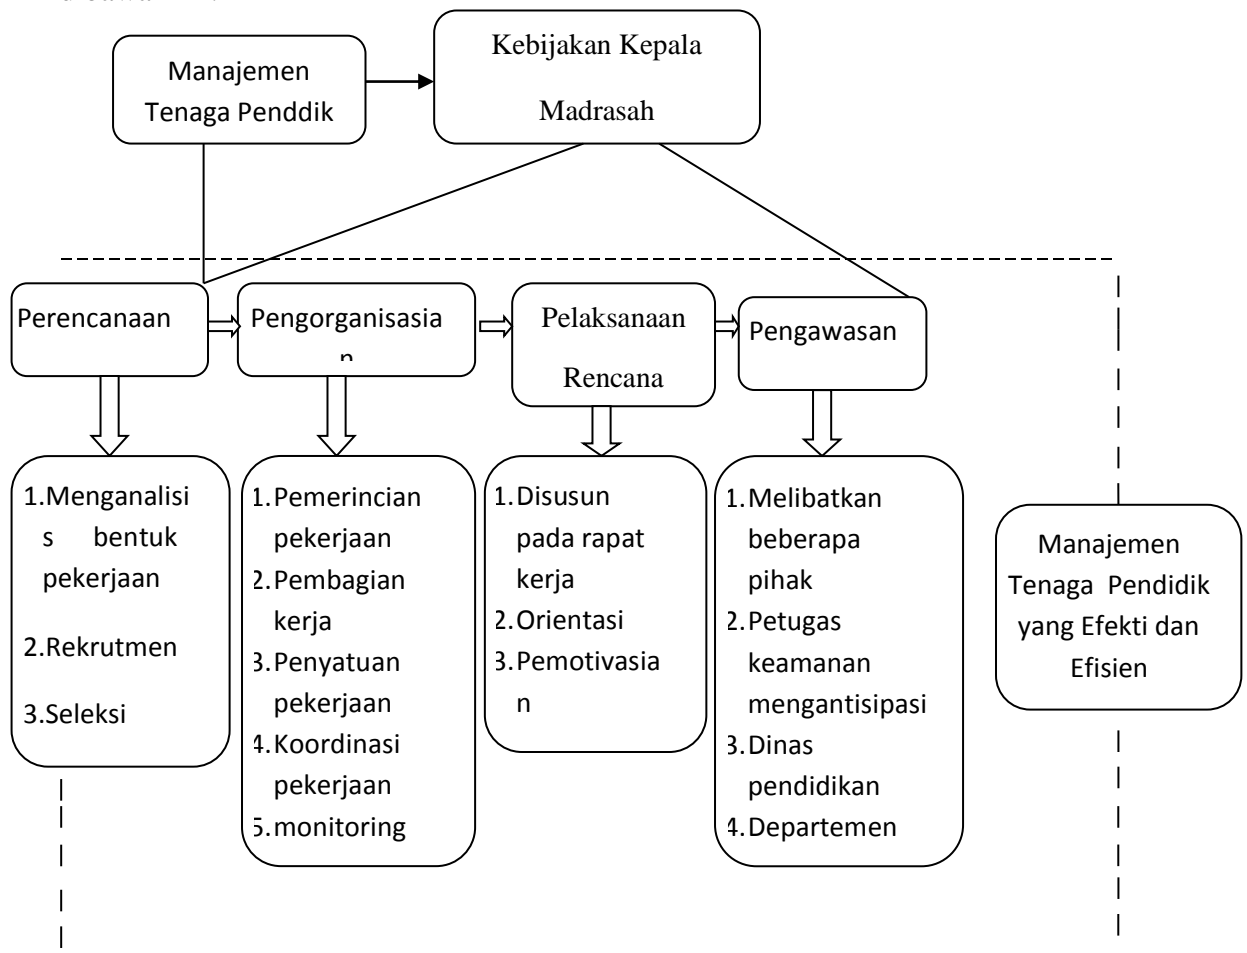 Kebijakan Kepala
Madrasah
Manajemen
Tenaga Penddik
Perencanaan
Pengorganisasia
n
Pelaksanaan
Rencana
Pengawasan
1.Menganalisi
s bentuk
pekerjaan
2.Rekrutmen
3.Seleksi
1.Pemerincian
pekerjaan
2.Pembagian
kerja
3.Penyatuan
pekerjaan
4.Koordinasi
pekerjaan
5.monitoring
1.Disusun
pada rapat
kerja
2.Orientasi
3.Pemotivasia
n
1.Melibatkan
beberapa
pihak
2.Petugas
keamanan
mengantisipasi
3.Dinas
pendidikan
4.Departemen
Manajemen
Tenaga Pendidik
yang Efekti dan
Efisien